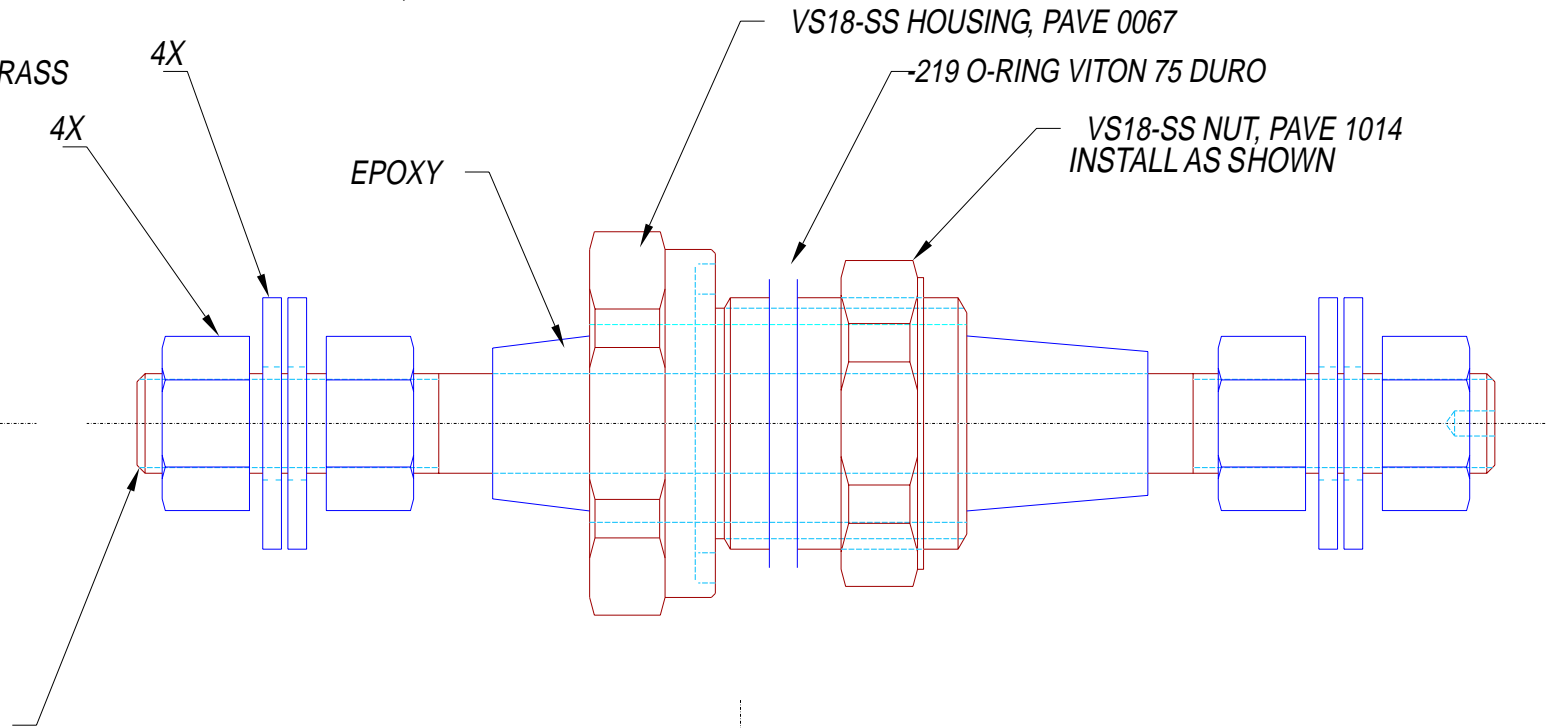 VS18-SS HOUSING, PAVE 0067
4X
RASS
-219 O-RING VITON 75 DURO
4X
VS18-SS NUT, PAVE 1014
INSTALL AS SHOWN
EPOXY